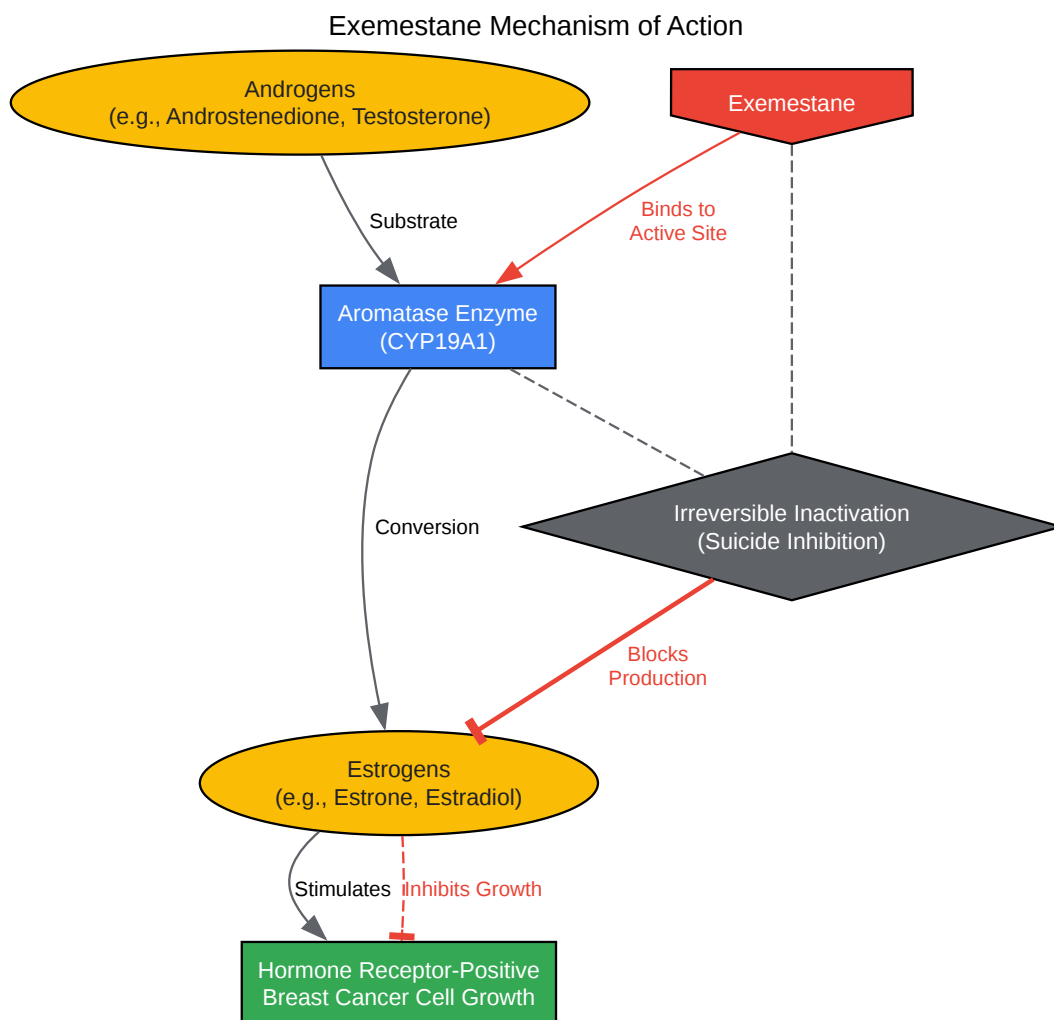 Exemestane Mechanism of Action
Androgens
(e.g., Androstenedione, Testosterone)
Exemestane
Substrate
Binds to
Active Site
Aromatase Enzyme
(CYP19A1)
Conversion
Irreversible Inactivation
(Suicide Inhibition)
Blocks
Production
Estrogens
(e.g., Estrone, Estradiol)
Stimulates
Inhibits Growth
Hormone Receptor-Positive
Breast Cancer Cell Growth